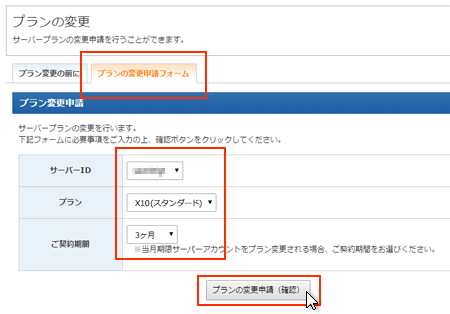 プランの変更
サーバープランの変更申請を行うことができます。
プラン変更の前に
プランの変更申請フォーム
プラン変更申請
サーバープランの変更を行います。
下記フォームに必要事項をご入力の上、確認ボタンをクリックしてください。
サーバーID
プラン
X10(スタンダード)
ご契約期間
3ヶ月
※当月期限サーバーアカウントをプラン変更される場合、ご契約期間をお選びください。
プランの変更申請（確認）